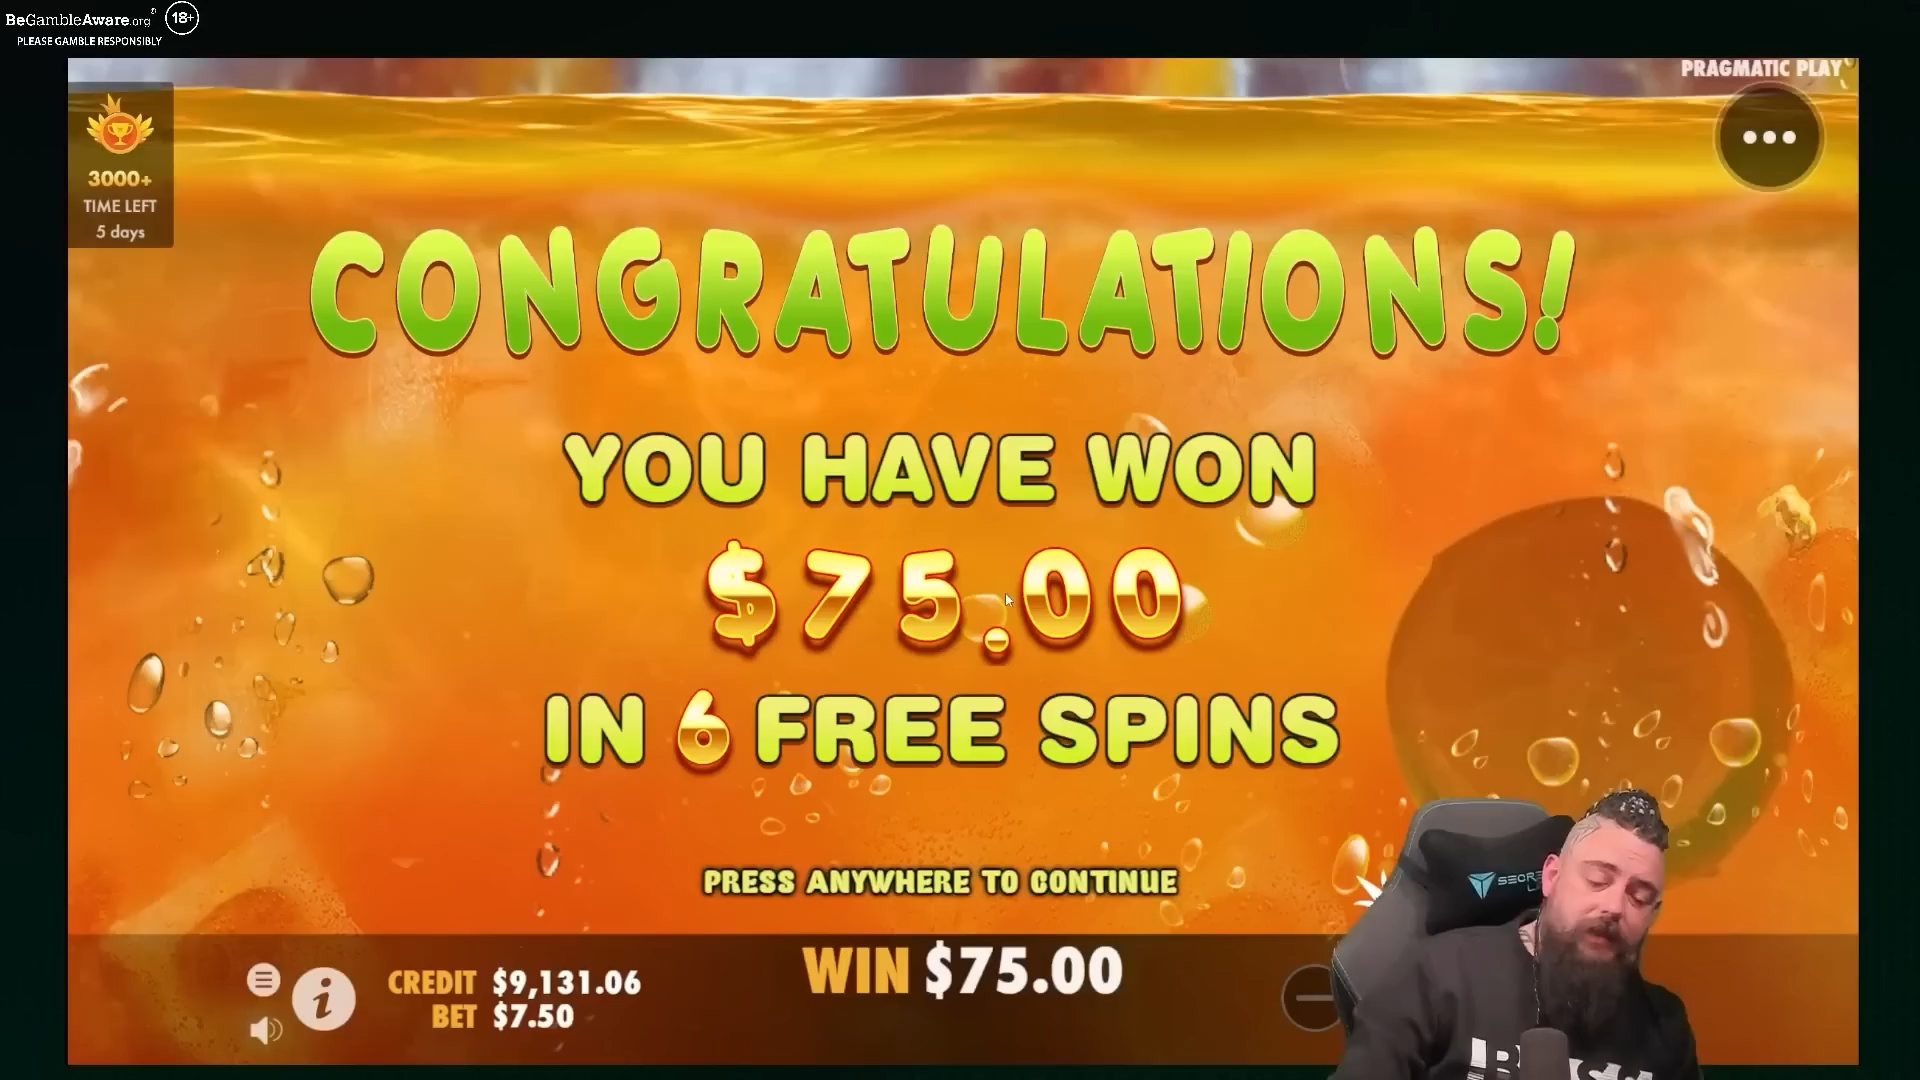 BeGambleAware.org®
18+
PLEASE GAMBLE RESPONSIBLY
PRAGMATIC PLAY
3000+
TIME LEFT
5 days
CONGRATULATIONS!
YOU HAVE WON
$75.00
IN 6 FREE SPINS
PRESS ANYWHERE TO CONTINUE
CREDIT $9,131.06
BET $7.50
WIN $75.00